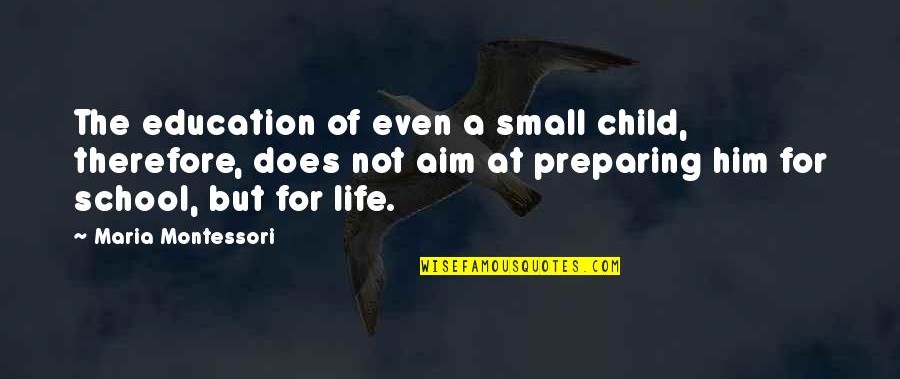 The education of even a small child,
therefore, does not aim at preparing him for
school, but for life.
~ Maria Montessori
WISEFAMOUSQUOTES.COM